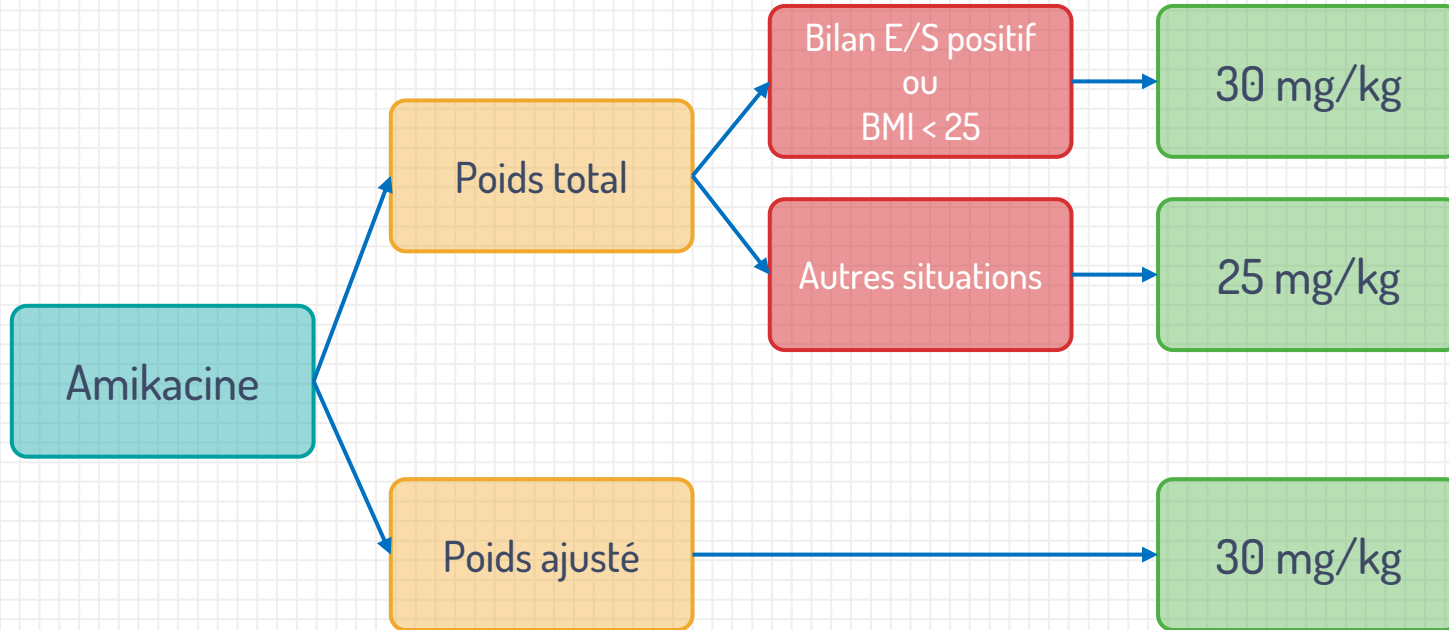 Bilan E/S positif
ou
BMI < 25
30 mg/kg
Poids total
Autres situations
25 mg/kg
Amikacine
Poids ajusté
30 mg/kg